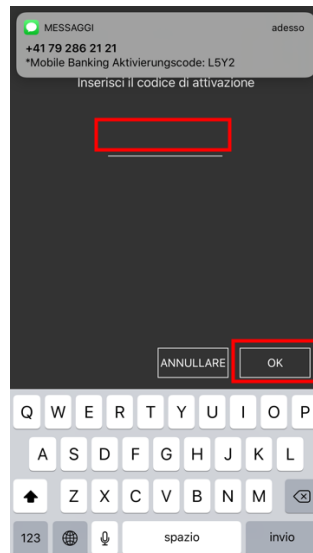 MESSAGGI adesso
+41 79 286 21 21
*Mobile Banking Aktivierungscode: L5Y2
Inserisci il codice di attivazione
ANNULLARE OK
Q W E R T Y U I O P
A S D F G H J K L
Z X C V B N M
123 spazio invio